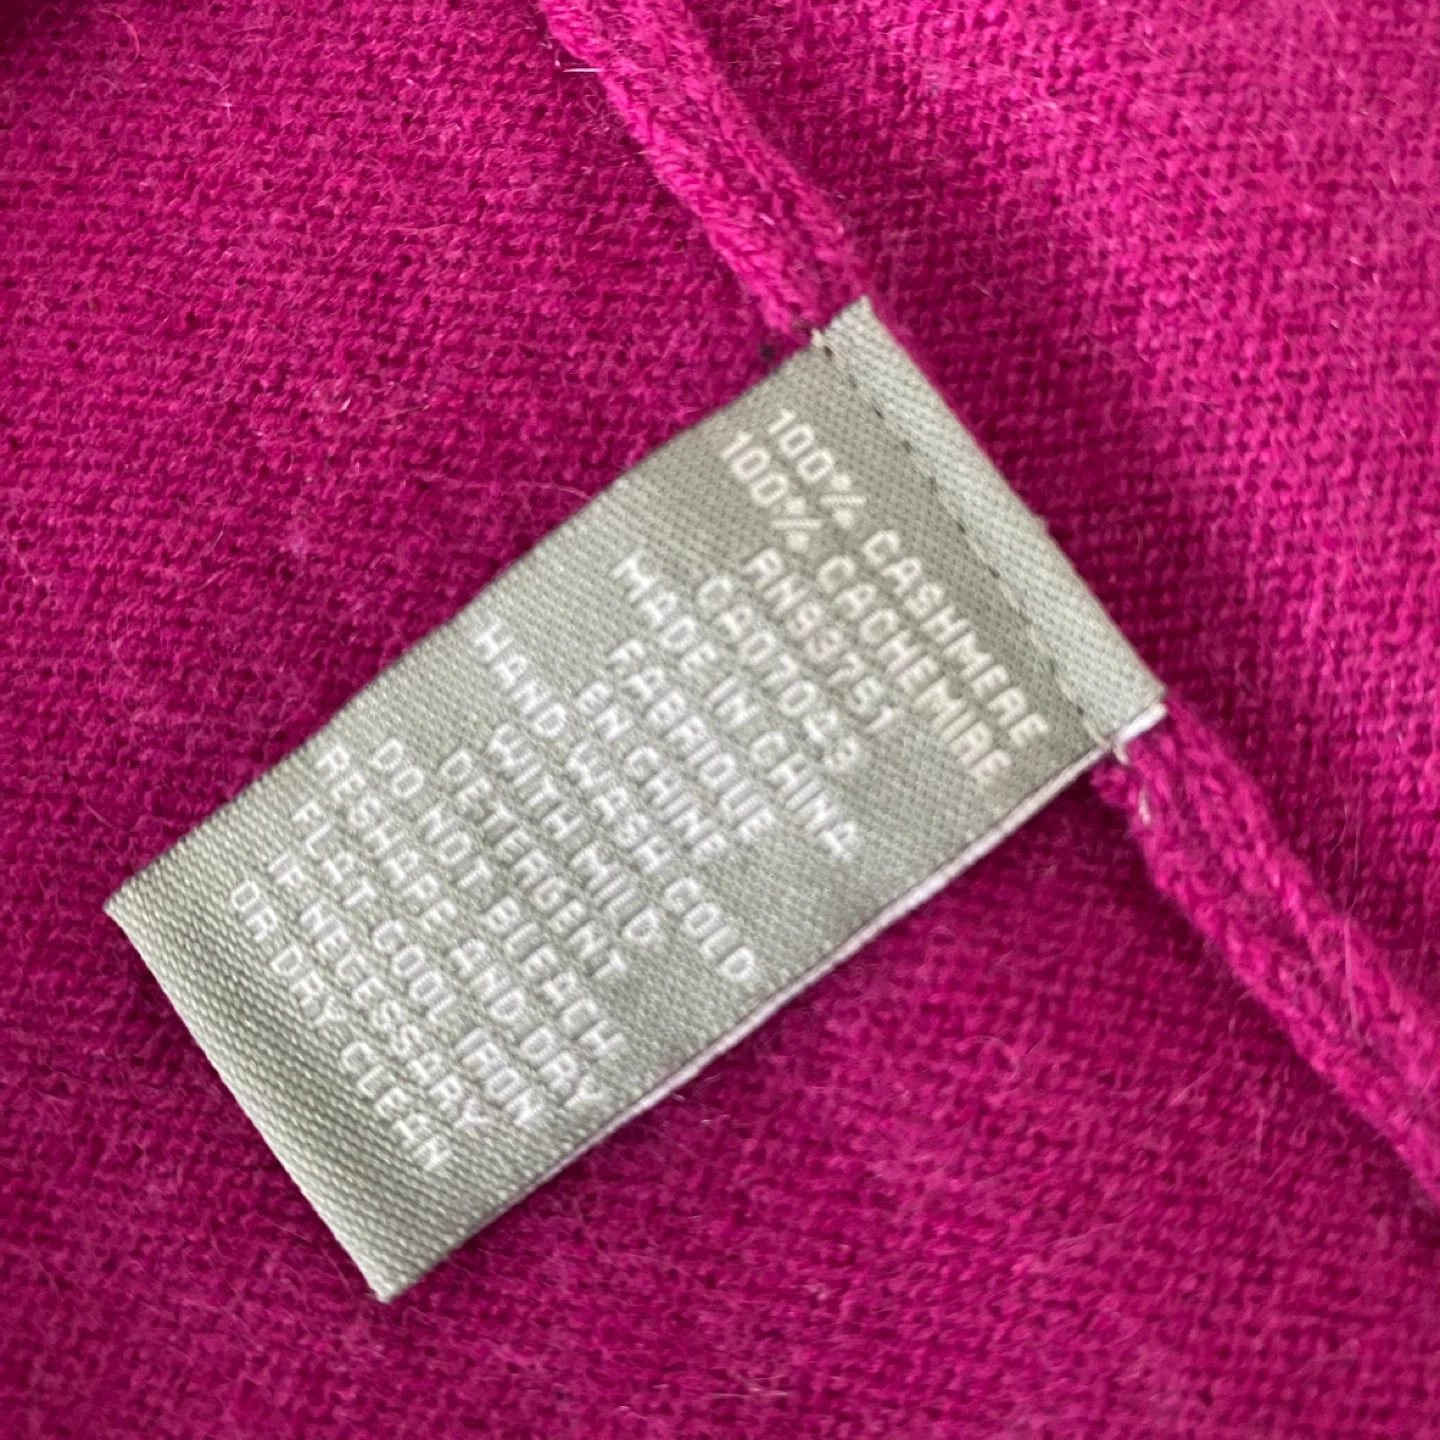 100% CASHMERE
100% CACHEMIRE
RN93751
MADE IN CHINA
FABRIQUE
EN CHINE
HAND WASH COLD
WITH MILD
DETERGENT
DO NOT BLEACH
RESHAPE AND DRY
FLAT COOL IRON
IF NECESSARY
OR DRY CLEAN